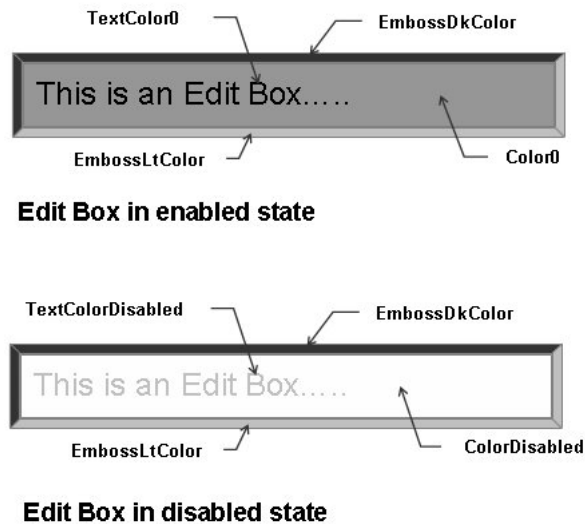 TextColor0
EmbossDkColor
This is an Edit Box.....
EmbossLtColor
Color0
Edit Box in enabled state
TextColorDisabled
EmbossDkColor
This is an Edit Box.....
EmbossLtColor
ColorDisabled
Edit Box in disabled state